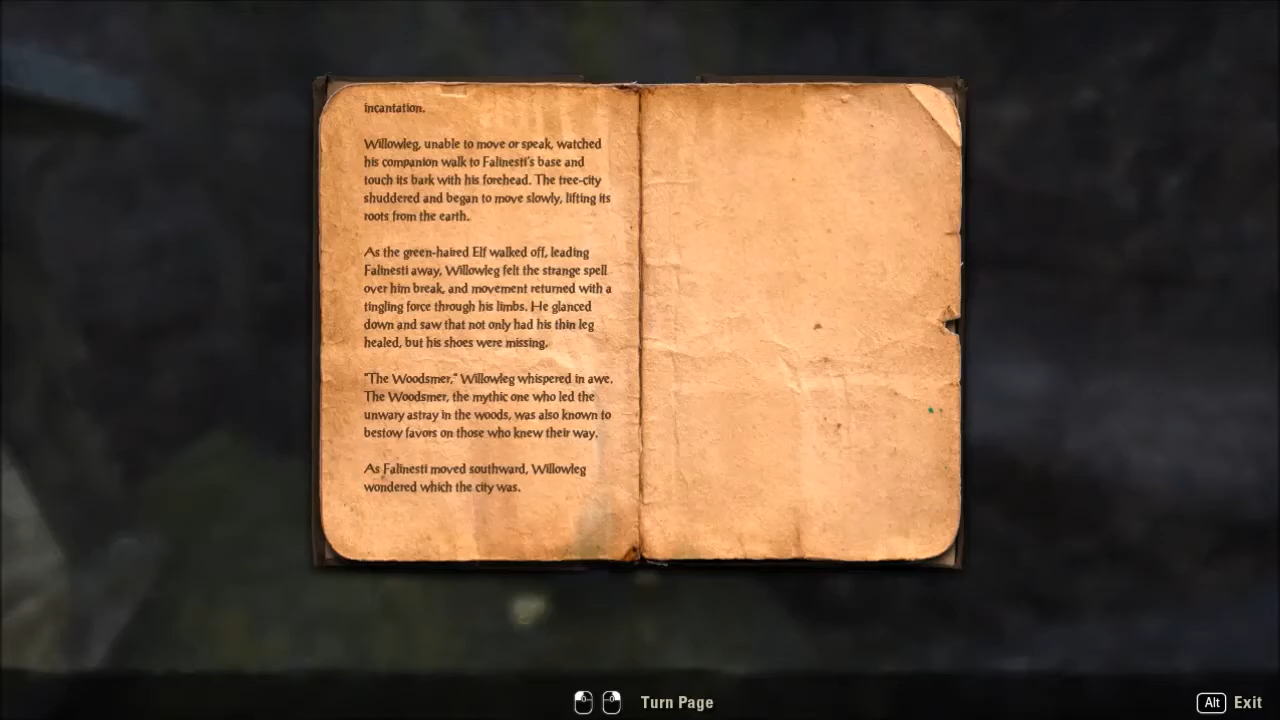 incantation.
Willowleg, unable to move or speak, watched
his companion walk to Falinesti's base and
touch its bark with his forehead. The tree-city
shuddered and began to move slowly, lifting its
roots from the earth.
As the green-haired Elf walked off, leading
Falinesti away, Willowleg felt the strange spell
over him break, and movement returned with a
tingling force through his limbs. He glanced
down and saw that not only had his thin leg
healed, but his shoes were missing.
"The Woodsmer," Willowleg whispered in awe.
The Woodsmer, the mythic one who led the
unwary astray in the woods, was also known to
bestow favors on those who knew their way.
As Falinesti moved southward, Willowleg
wondered which the city was.
Turn Page
Alt Exit